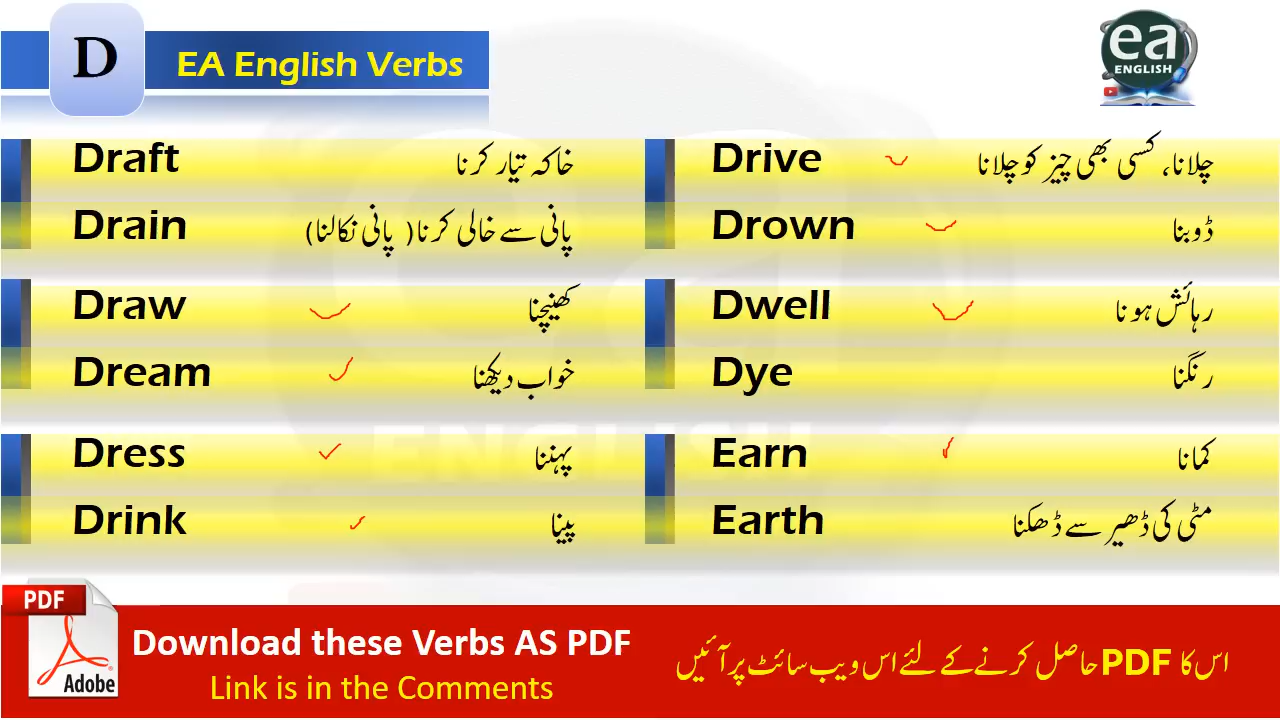 D
EA English Verbs
ea
ENGLISH
Draft خاکہ تیار کرنا
Drain پانی سے خالی کرنا ( پانی نکالنا)
Draw کھینچنا
Dream خواب دیکھنا
Dress پہننا
Drink پینا
Drive چلانا، کسی بھی چیز کو چلانا
Drown ڈوبنا
Dwell رہائش ہونا
Dye رنگنا
Earn کمانا
Earth مٹی کی ڈھیر سے ڈھکنا
ea
ENGLISH
PDF
Adobe
Download these Verbs AS PDF
Link is in the Comments
اس کا PDF حاصل کرنے کے لئے اس ویب سائٹ پر آئیں